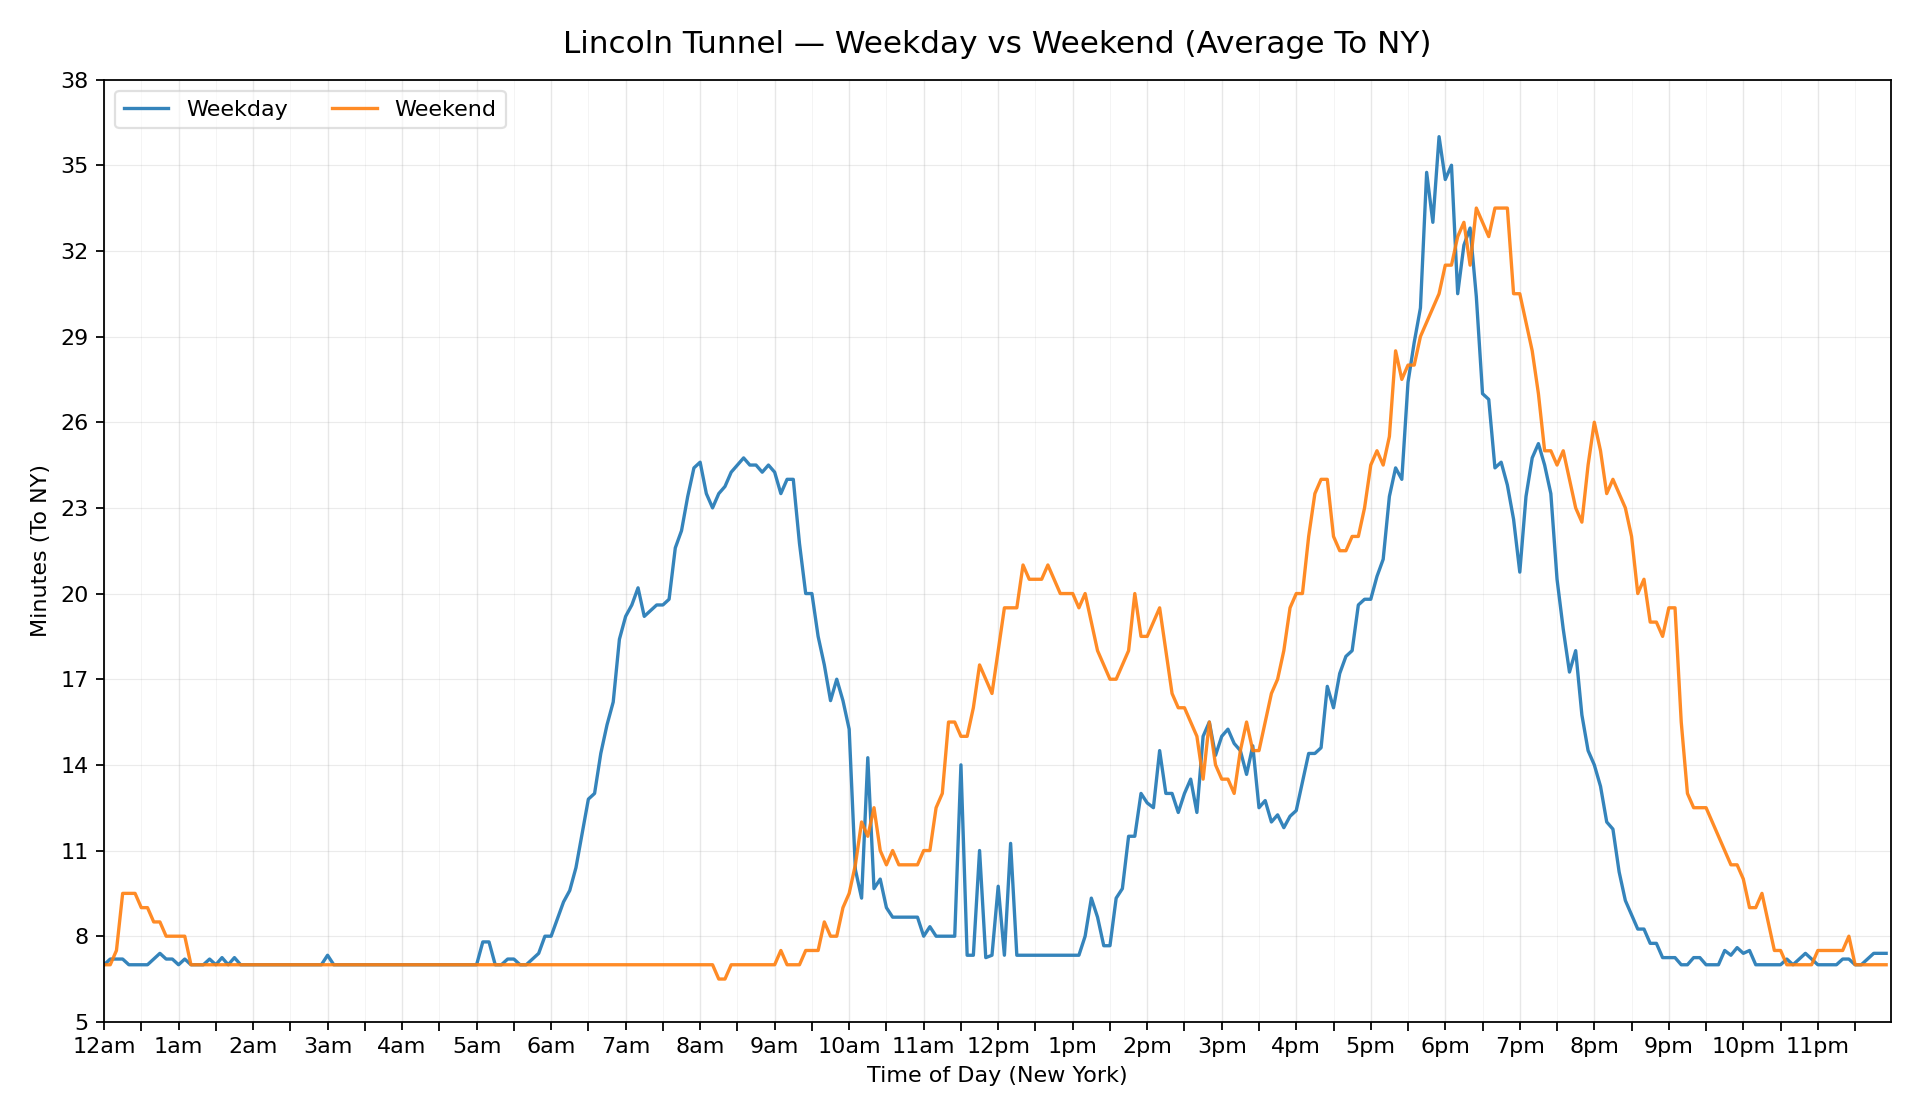 Lincoln Tunnel — Weekday vs Weekend (Average To NY)
Weekday Weekend
38
35
32
29
26
23
20
17
14
11
8
5
Minutes (To NY)
12am 1am 2am 3am 4am 5am 6am 7am 8am 9am 10am 11am 12pm 1pm 2pm 3pm 4pm 5pm 6pm 7pm 8pm 9pm 10pm 11pm
Time of Day (New York)